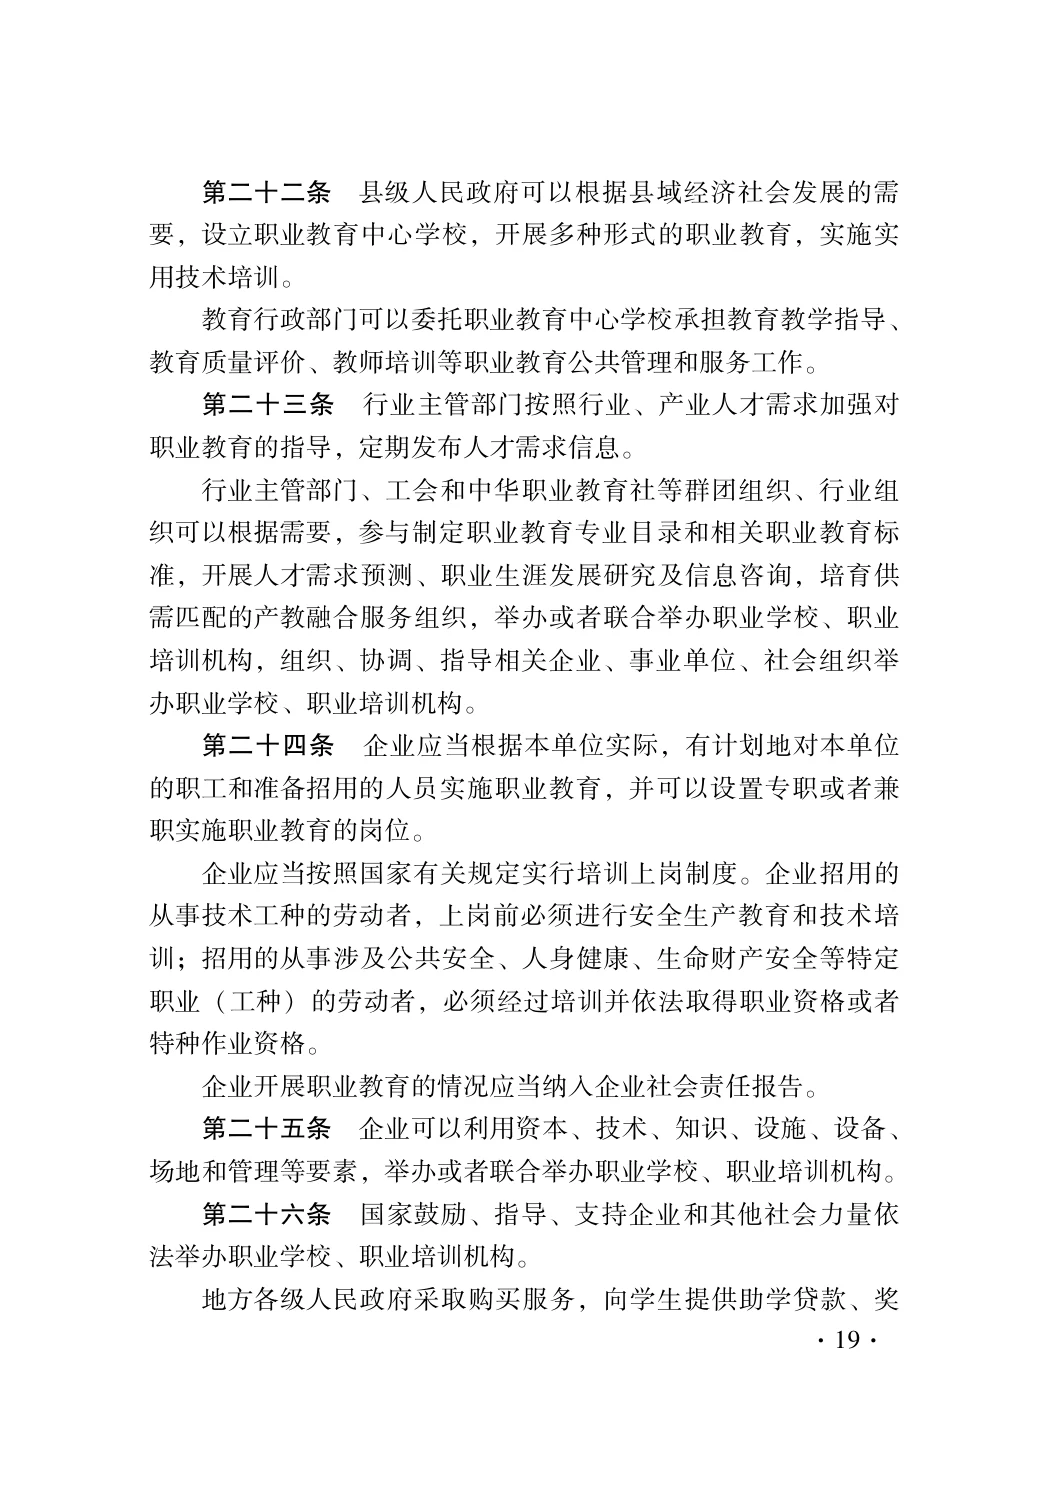 第二十二条　县级人民政府可以根据县域经济社会发展的需
要，设立职业教育中心学校，开展多种形式的职业教育，实施实
用技术培训。
教育行政部门可以委托职业教育中心学校承担教育教学指导、
教育质量评价、教师培训等职业教育公共管理和服务工作。
第二十三条　行业主管部门按照行业、产业人才需求加强对
职业教育的指导，定期发布人才需求信息。
行业主管部门、工会和中华职业教育社等群团组织、行业组
织可以根据需要，参与制定职业教育专业目录和相关职业教育标
准，开展人才需求预测、职业生涯发展研究及信息咨询，培育供
需匹配的产教融合服务组织，举办或者联合举办职业学校、职业
培训机构，组织、协调、指导相关企业、事业单位、社会组织举
办职业学校、职业培训机构。
第二十四条　企业应当根据本单位实际，有计划地对本单位
的职工和准备招用的人员实施职业教育，并可以设置专职或者兼
职实施职业教育的岗位。
企业应当按照国家有关规定实行培训上岗制度。企业招用的
从事技术工种的劳动者，上岗前必须进行安全生产教育和技术培
训；招用的从事涉及公共安全、人身健康、生命财产安全等特定
职业（工种）的劳动者，必须经过培训并依法取得职业资格或者
特种作业资格。
企业开展职业教育的情况应当纳入企业社会责任报告。
第二十五条　企业可以利用资本、技术、知识、设施、设备、
场地和管理等要素，举办或者联合举办职业学校、职业培训机构。
第二十六条　国家鼓励、指导、支持企业和其他社会力量依
法举办职业学校、职业培训机构。
地方各级人民政府采取购买服务，向学生提供助学贷款、奖
· 19 ·